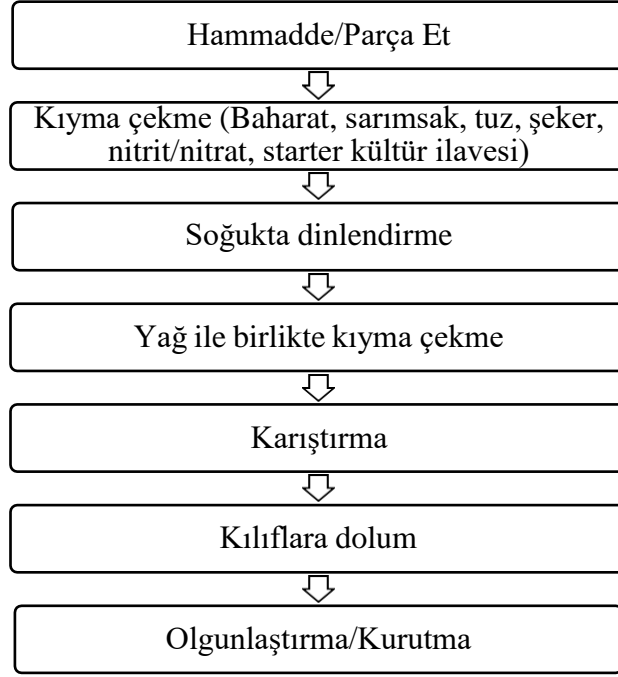 Hammadde/Parça Et
Kıyma çekme (Baharat, sarımsak, tuz, şeker,
nitrit/nitrat, starter kültür ilavesi)
Soğukta dinlendirme
Yağ ile birlikte kıyma çekme
Karıştırma
Kılıflara dolum
Olgunlaştırma/Kurutma